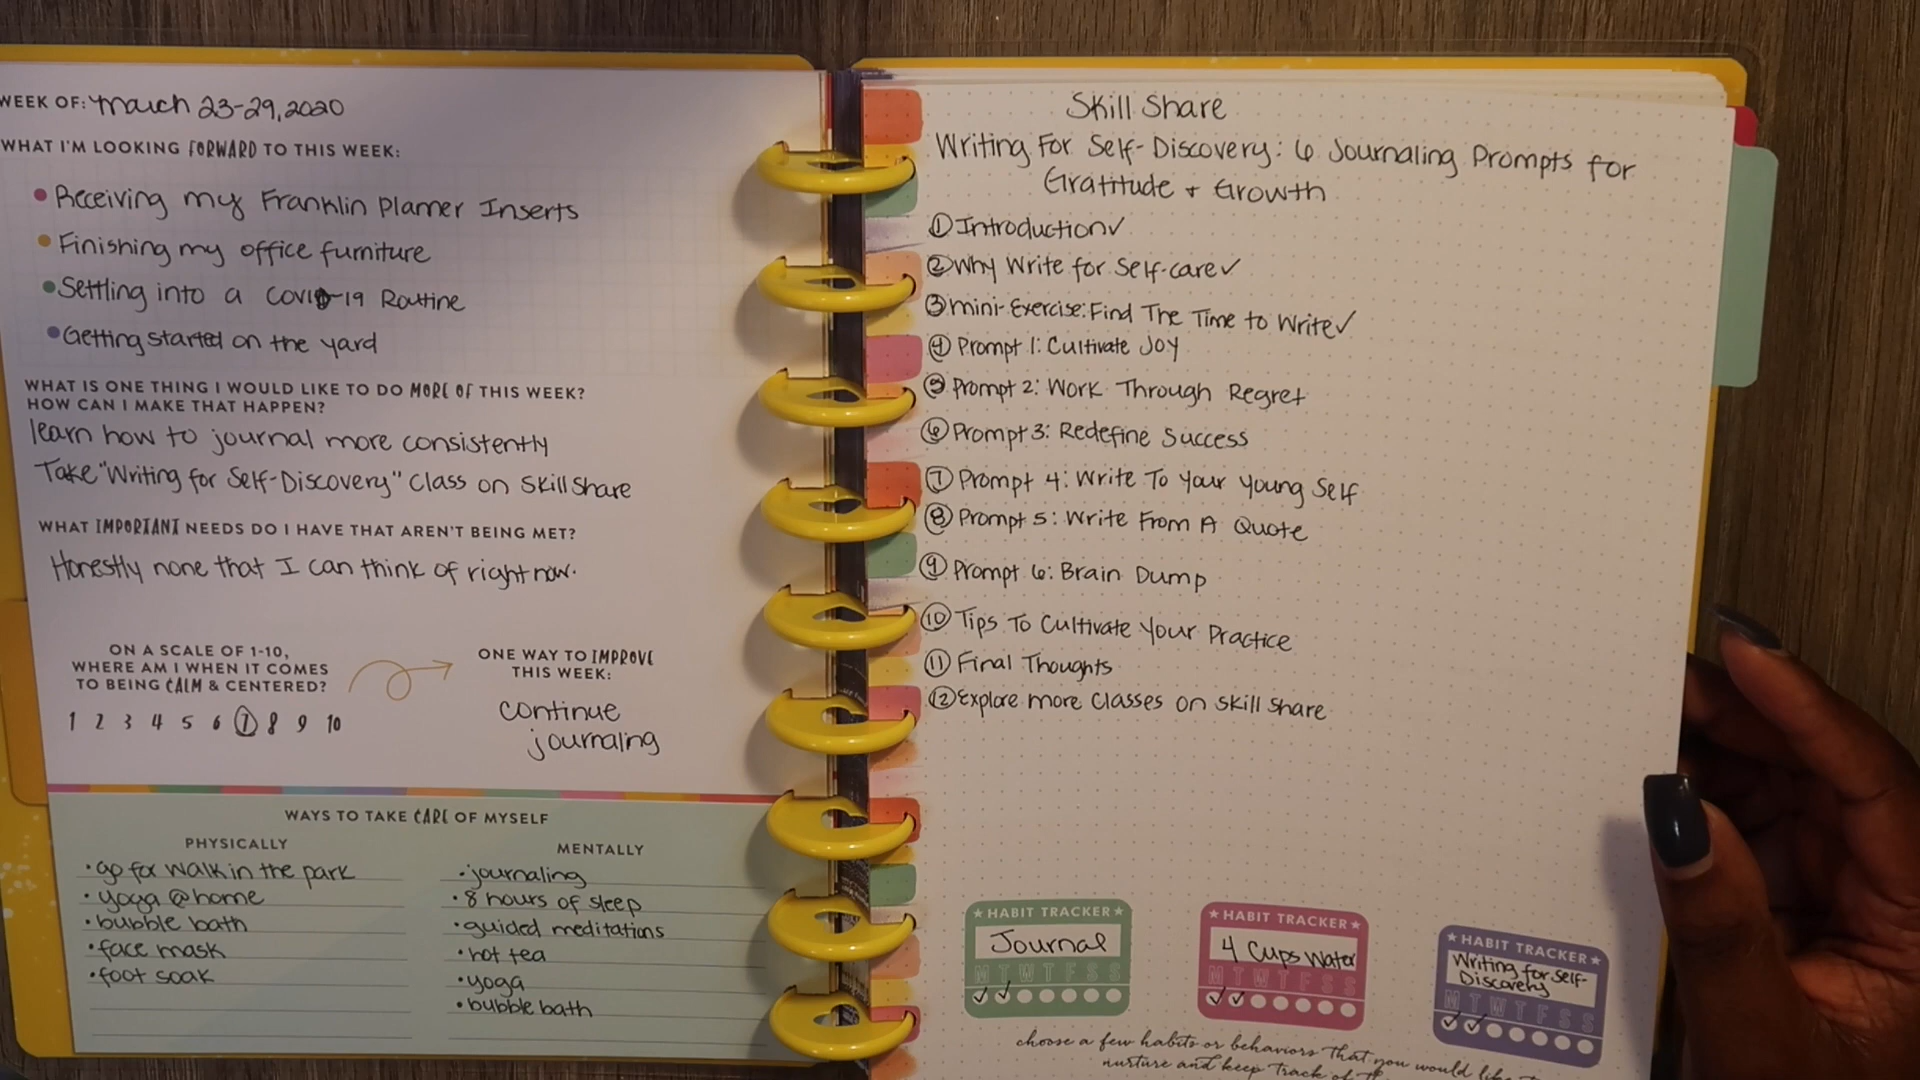 WEEK OF: March 23-29, 2020
WHAT I'M LOOKING FORWARD TO THIS WEEK:
• Receiving my Franklin Planner Inserts
• Finishing my office furniture
• Settling into a COVID-19 Routine
• Getting started on the yard
WHAT IS ONE THING I WOULD LIKE TO DO MORE OF THIS WEEK?
HOW CAN I MAKE THAT HAPPEN?
learn how to journal more consistently
Take "Writing for Self-Discovery" Class on SkillShare
WHAT IMPORTANT NEEDS DO I HAVE THAT AREN'T BEING MET?
Honestly none that I can think of right now.
ON A SCALE OF 1-10,
WHERE AM I WHEN IT COMES
TO BEING CALM & CENTERED?
1 2 3 4 5 6 7 8 9 10
ONE WAY TO IMPROVE
THIS WEEK:
continue
journaling
WAYS TO TAKE CARE OF MYSELF
PHYSICALLY
• go for walk in the park
• yoga @ home
• bubble bath
• face mask
• foot soak
MENTALLY
• journaling
• 8 hours of sleep
• guided meditations
• hot tea
• yoga
• bubble bath
Skill Share
Writing For Self-Discovery: 6 Journaling Prompts for
Gratitude + Growth
① Introduction ✓
② Why Write for Self-care ✓
③ mini-Exercise: Find The Time to Write ✓
④ Prompt 1: Cultivate Joy
⑤ Prompt 2: Work Through Regret
⑥ Prompt 3: Redefine Success
⑦ Prompt 4: Write To Your Young Self
⑧ Prompt 5: Write From A Quote
⑨ Prompt 6: Brain Dump
⑩ Tips To Cultivate Your Practice
⑪ Final Thoughts
⑫ Explore more Classes on Skill Share
★ HABIT TRACKER ★
Journal
M T W T F S S
★ HABIT TRACKER ★
4 Cups Water
M T W T F S S
★ HABIT TRACKER ★
Writing for Self-
Discovery
M T W T F S S
choose a few habits or behaviors that you would
nurture and keep track of